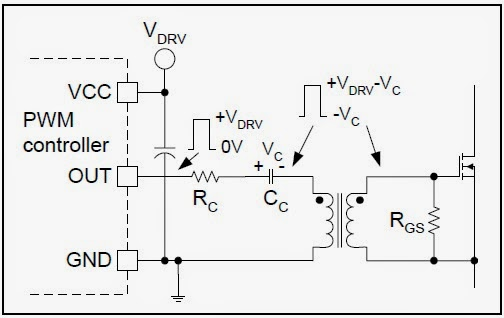 VDRV
VCC
PWM
controller
+VDRV
0V
+VDRV-VC
-VC
VC
+ -
OUT
RC
CC
RGS
GND